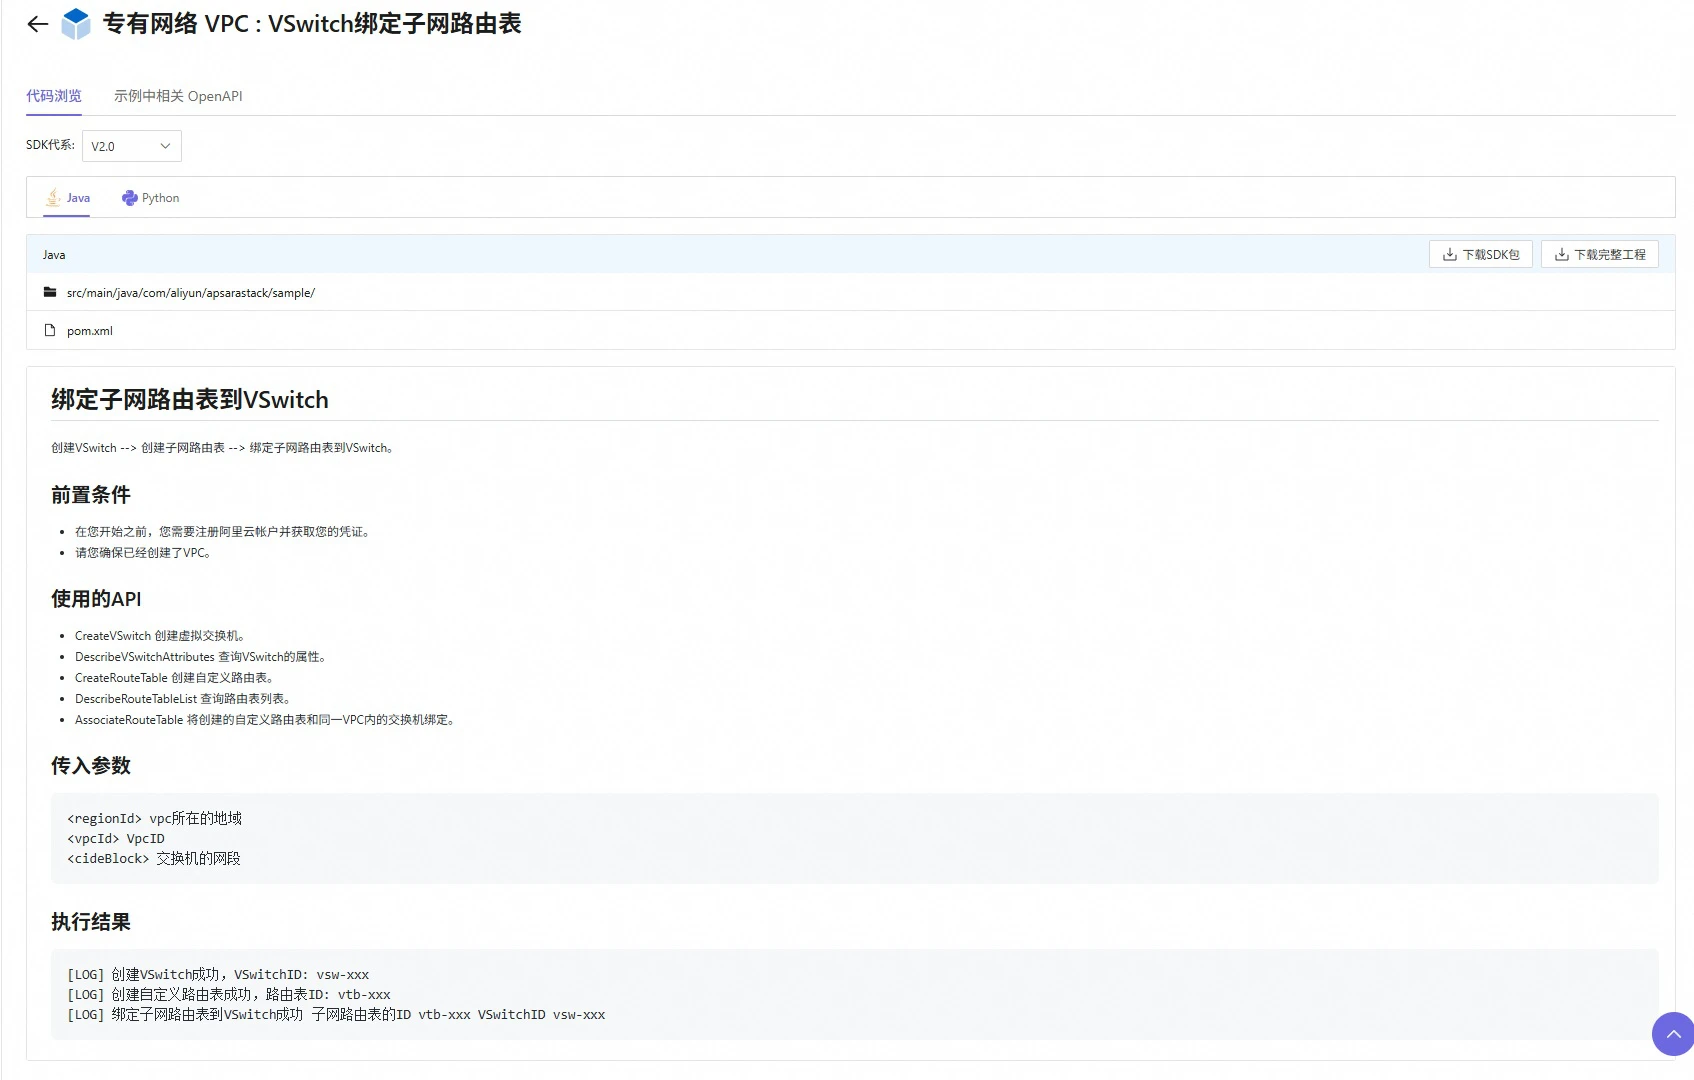 专有网络 VPC : VSwitch绑定子网路由表
代码浏览
示例中相关 OpenAPI
SDK代系:
V2.0
Java
Python
Java
下载SDK包
下载完整工程
src/main/java/com/aliyun/apsarastack/sample/
pom.xml
绑定子网路由表到VSwitch
创建VSwitch --> 创建子网路由表 --> 绑定子网路由表到VSwitch。
前置条件
• 在您开始之前，您需要注册阿里云帐户并获取您的凭证。
• 请您确保已经创建了VPC。
使用的API
• CreateVSwitch 创建虚拟交换机。
• DescribeVSwitchAttributes 查询VSwitch的属性。
• CreateRouteTable 创建自定义路由表。
• DescribeRouteTableList 查询路由表列表。
• AssociateRouteTable 将创建的自定义路由表和同一VPC内的交换机绑定。
传入参数
<regionId> vpc所在的地域
<vpcId> VpcID
<cideBlock> 交换机的网段
执行结果
[LOG] 创建VSwitch成功，VSwitchID: vsw-xxx
[LOG] 创建自定义路由表成功，路由表ID: vtb-xxx
[LOG] 绑定子网路由表到VSwitch成功 子网路由表的ID vtb-xxx VSwitchID vsw-xxx